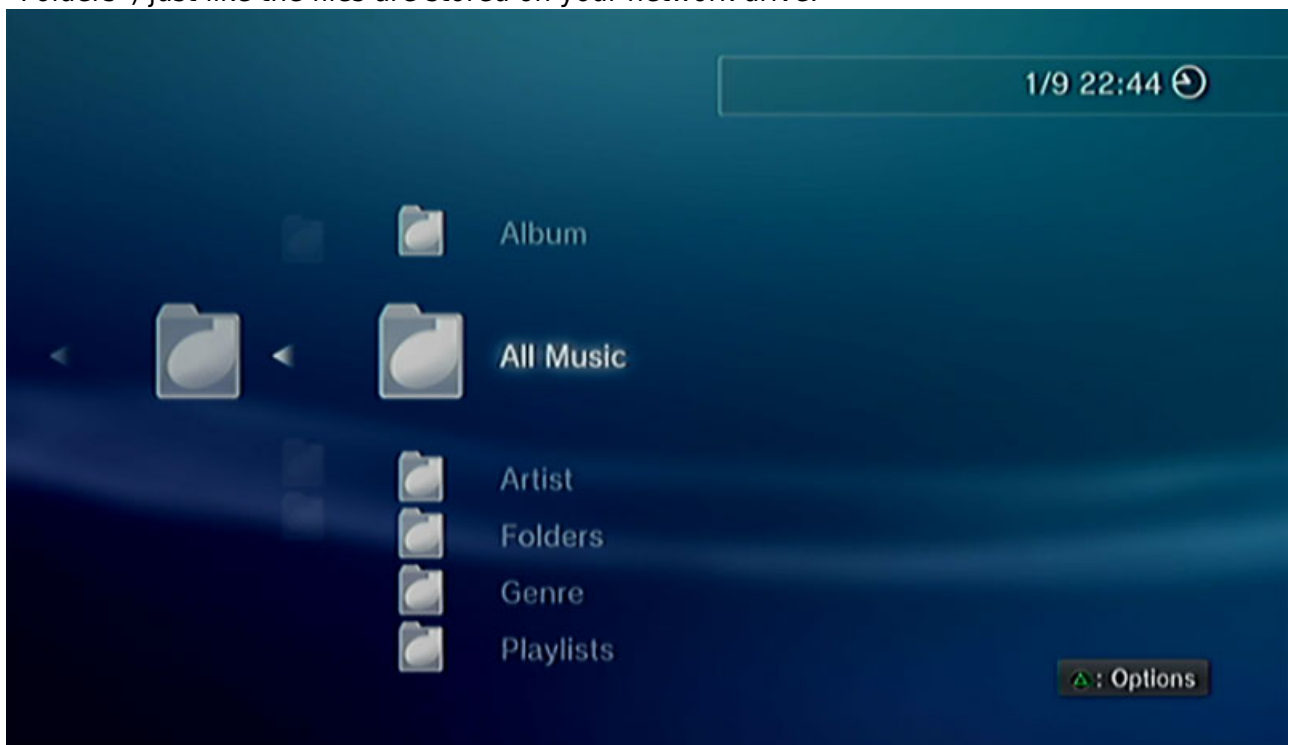 1/9 22:44
Album
All Music
Artist
Folders
Genre
Playlists
: Options